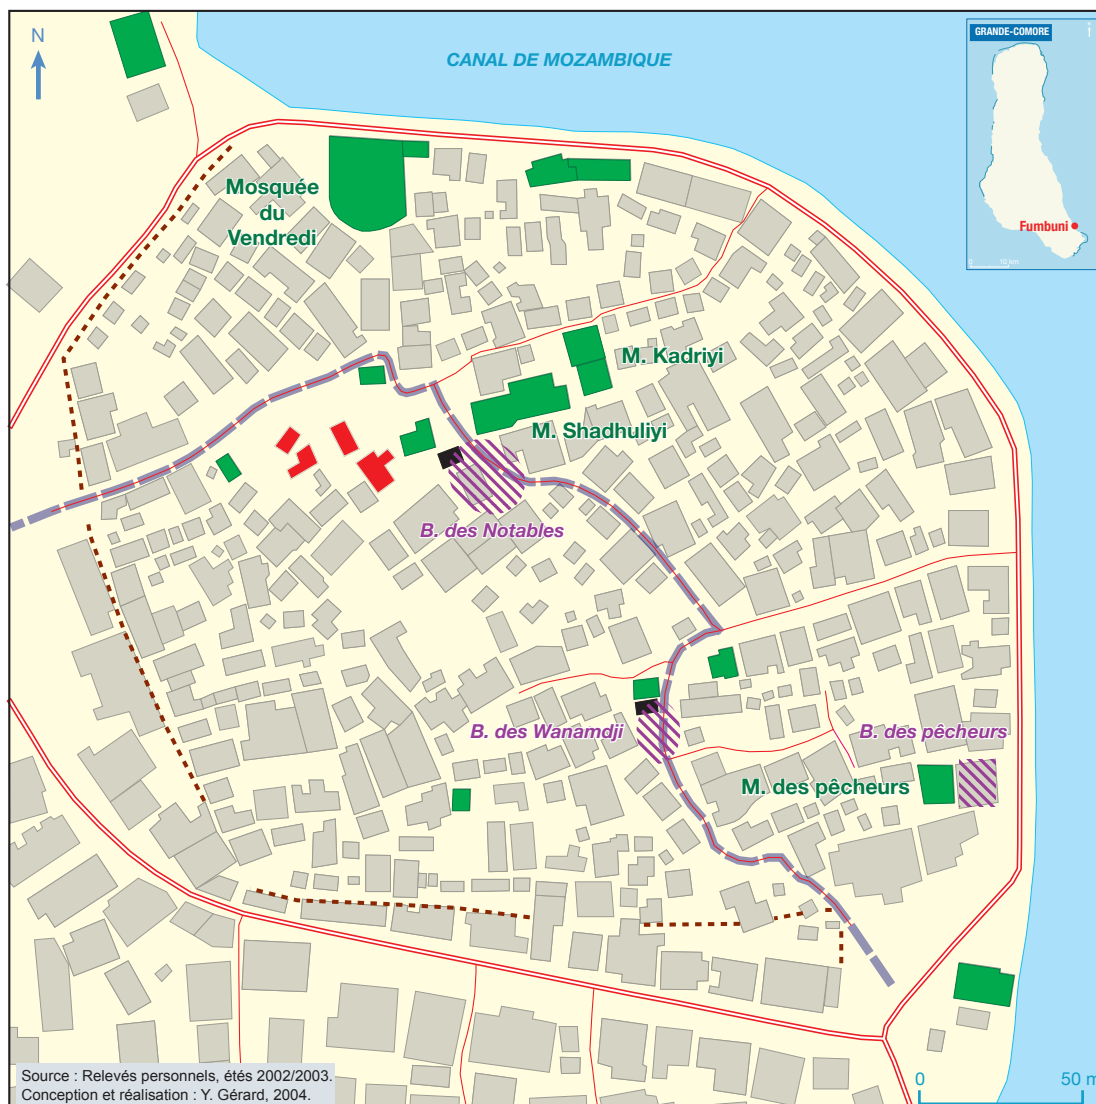 N
CANAL DE MOZAMBIQUE
GRANDE-COMORE
i
Fumbuni
0 10 km
Mosquée
du
Vendredi
M. Kadriyi
M. Shadhuliyi
B. des Notables
B. des Wanamdji
B. des pêcheurs
M. des pêcheurs
Source : Relevés personnels, étés 2002/2003.
Conception et réalisation : Y. Gérard, 2004.
0 50 m